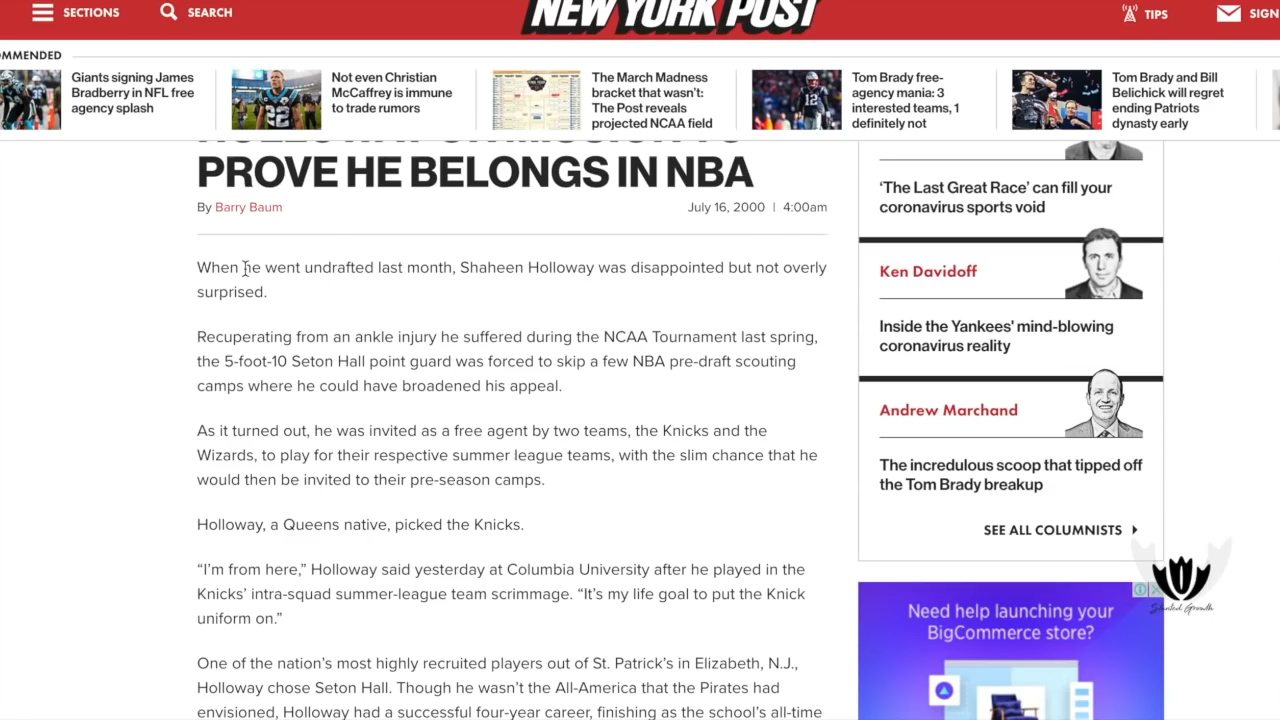 SECTIONS
SEARCH
NEW YORK POST
TIPS
SIGN
OMMENDED
Giants signing James
Bradberry in NFL free
agency splash
Not even Christian
McCaffrey is immune
to trade rumors
The March Madness
bracket that wasn't:
The Post reveals
projected NCAA field
Tom Brady free-
agency mania: 3
interested teams, 1
definitely not
Tom Brady and Bill
Belichick will regret
ending Patriots
dynasty early
PROVE HE BELONGS IN NBA
By Barry Baum
July 16, 2000 | 4:00am
When he went undrafted last month, Shaheen Holloway was disappointed but not overly
surprised.
Recuperating from an ankle injury he suffered during the NCAA Tournament last spring,
the 5-foot-10 Seton Hall point guard was forced to skip a few NBA pre-draft scouting
camps where he could have broadened his appeal.
As it turned out, he was invited as a free agent by two teams, the Knicks and the
Wizards, to play for their respective summer league teams, with the slim chance that he
would then be invited to their pre-season camps.
Holloway, a Queens native, picked the Knicks.
“I’m from here,” Holloway said yesterday at Columbia University after he played in the
Knicks’ intra-squad summer-league team scrimmage. “It’s my life goal to put the Knick
uniform on.”
One of the nation’s most highly recruited players out of St. Patrick’s in Elizabeth, N.J.,
Holloway chose Seton Hall. Though he wasn’t the All-America that the Pirates had
envisioned, Holloway had a successful four-year career, finishing as the school’s all-time
‘The Last Great Race’ can fill your
coronavirus sports void
Ken Davidoff
Inside the Yankees' mind-blowing
coronavirus reality
Andrew Marchand
The incredulous scoop that tipped off
the Tom Brady breakup
SEE ALL COLUMNISTS
Stunted Growth
Need help launching your
BigCommerce store?